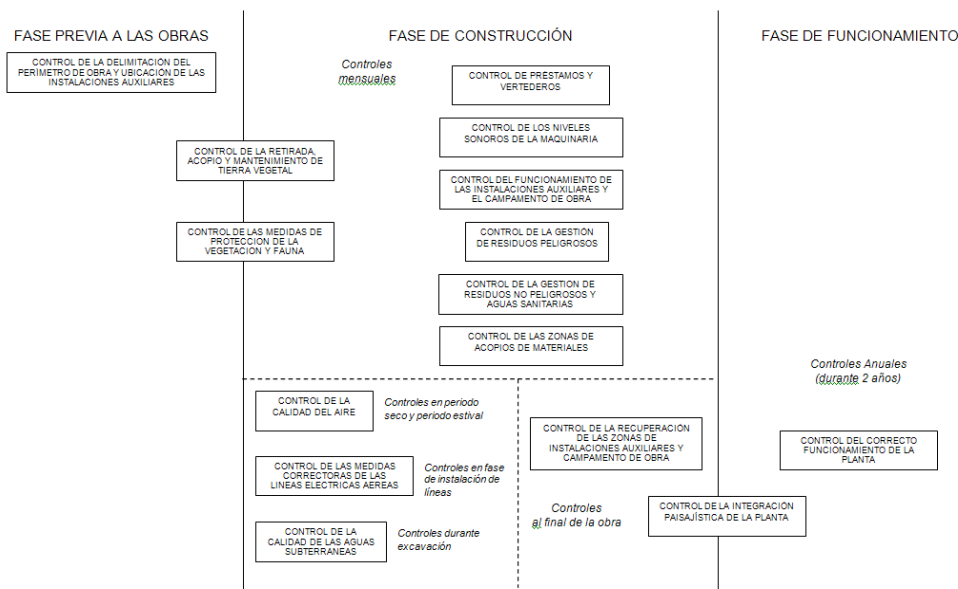 FASE PREVIA A LAS OBRAS
CONTROL DE LA DELIMITACIÓN DEL
PERÍMETRO DE OBRA Y UBICACIÓN DE LAS
INSTALACIONES AUXILIARES
CONTROL DE LA RETIRADA,
ACOPIO Y MANTENIMIENTO DE
TIERRA VEGETAL
CONTROL DE LAS MEDIDAS DE
PROTECCION DE LA
VEGETACION Y FAUNA
FASE DE CONSTRUCCIÓN
Controles
mensuales
CONTROL DE PRÉSTAMOS Y
VERTEDEROS
CONTROL DE LOS NIVELES
SONOROS DE LA MAQUINARIA
CONTROL DEL FUNCIONAMIENTO DE
LAS INSTALACIONES AUXILIARES Y
EL CAMPAMENTO DE OBRA
CONTROL DE LA GESTIÓN
DE RESIDUOS PELIGROSOS
CONTROL DE LA GESTION DE
RESIDUOS NO PELIGROSOS Y
AGUAS SANITARIAS
CONTROL DE LAS ZONAS DE
ACOPIOS DE MATERIALES
CONTROL DE LA
CALIDAD DEL AIRE
Controles en periodo
seco y periodo estival
CONTROL DE LAS MEDIDAS
CORRECTORAS DE LAS
LINEAS ELECTRICAS AEREAS
Controles en fase
de instalación de
líneas
CONTROL DE LA
CALIDAD DE LAS AGUAS
SUBTERRANEAS
Controles durante
excavación
CONTROL DE LA RECUPERACIÓN
DE LAS ZONAS DE
INSTALACIONES AUXILIARES Y
CAMPAMENTO DE OBRA
Controles
al final de la obra
CONTROL DE LA INTEGRACIÓN
PAISAJÍSTICA DE LA PLANTA
FASE DE FUNCIONAMIENTO
Controles Anuales
(durante 2 años)
CONTROL DEL CORRECTO
FUNCIONAMIENTO DE LA
PLANTA